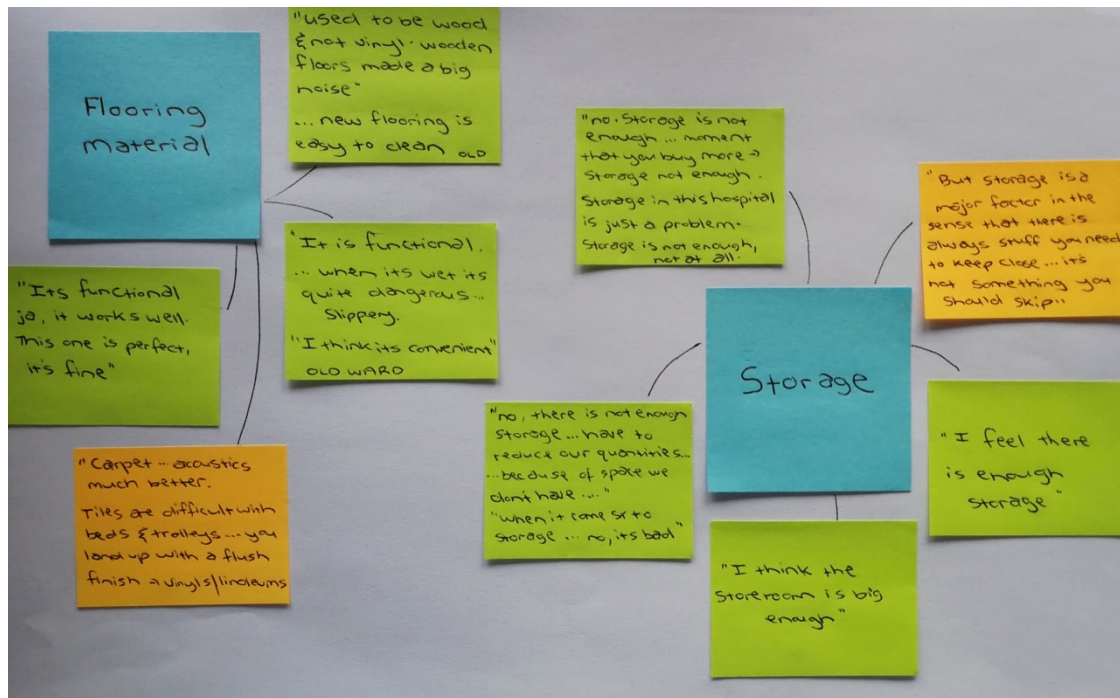 Flooring
material
"used to be wood
& not vinyl. wooden
floors made a big
noise"
... new flooring is
easy to clean OLD
"It is functional.
... when its wet its
quite dangerous...
Slippery.
"I think its convenient"
OLD WARD
"Its functional
ja, it works well.
This one is perfect,
it's fine"
"Carpet ... acoustics
much better.
Tiles are difficult with
beds & trolleys ... you
land up with a flush
finish → vinyls/linoleums
Storage
"no. Storage is not
enough ... moment
that you buy more →
Storage not enough.
Storage in this hospital
is just a problem.
Storage is not enough,
not at all.
"But storage is a
major factor in the
sense that there is
always stuff you need
to keep close ... it's
not something you
should skip"
"no, there is not enough
storage ... have to
reduce our quantities...
... because of space we
don't have ..."
"when it comes to
storage ... no, its bad"
"I think the
storeroom is big
enough"
"I feel there
is enough
storage"